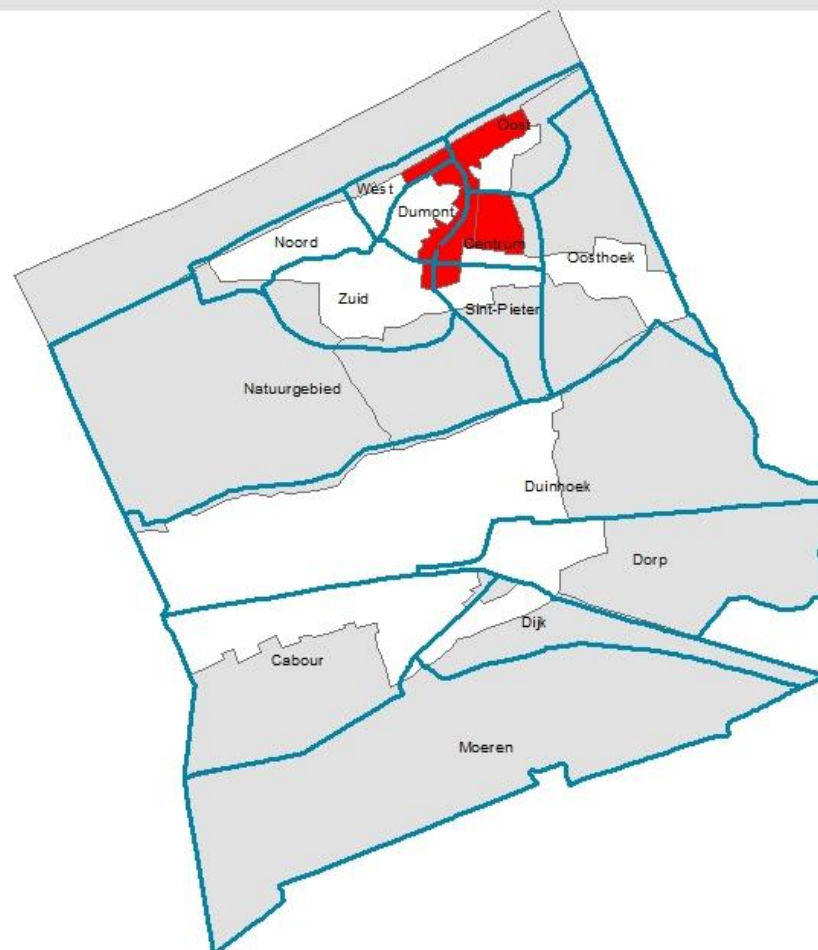 Oost
West
Dumont
Noord
Centrum
Oosthoek
Zuid
Sint-Pieter
Natuurgebied
Duinhoek
Dorp
Dijk
Cabour
Moeren